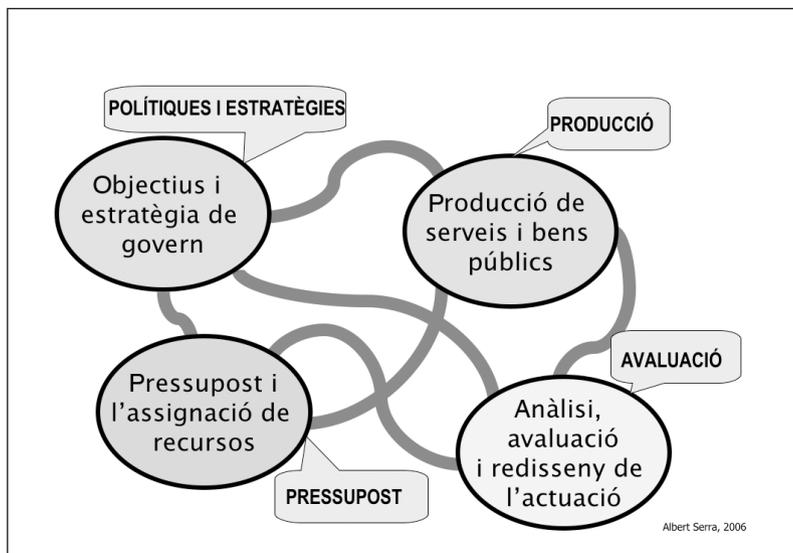 POLÍTIQUES I ESTRATÈGIES
Objectius i
estratègia de
govern
PRODUCCIÓ
Producció de
serveis i bens
públics
Pressupost i
l’assignació de
recursos
PRESSUPOST
AVALUACIÓ
Anàlisi,
avaluació
i redisseny de
l’actuació
Albert Serra, 2006